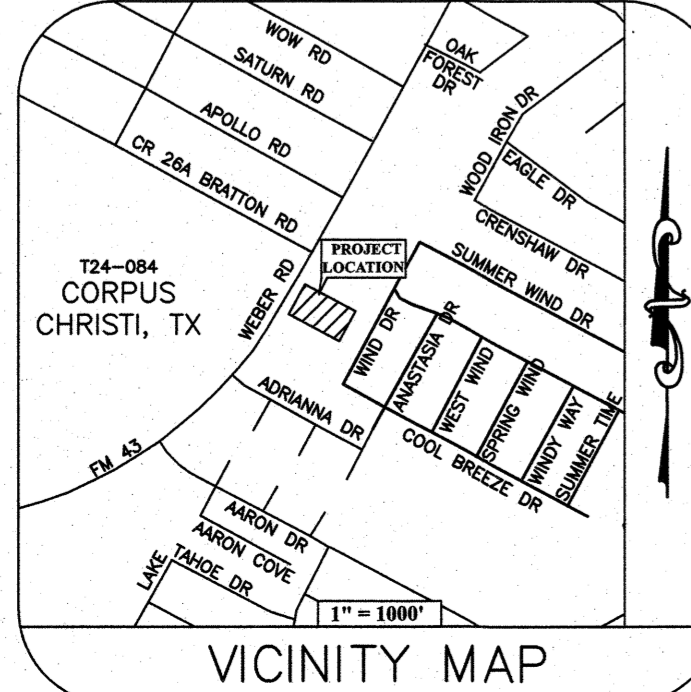 WOW RD
SATURN RD
APOLLO RD
CR 26A BRATTON RD
OAK
FOREST
DR
WOOD IRON DR
EAGLE DR
CRENSHAW DR
SUMMER WIND DR
PROJECT
LOCATION
T24-084
CORPUS
CHRISTI, TX
WEBER RD
WIND DR
ANASTASIA DR
WEST WIND
SPRING WIND
WINDY WAY
SUMMER TIME
ADRIANNA DR
COOL BREEZE DR
FM 43
AARON DR
AARON COVE
LAKE
TAHOE DR
1" = 1000'
VICINITY MAP